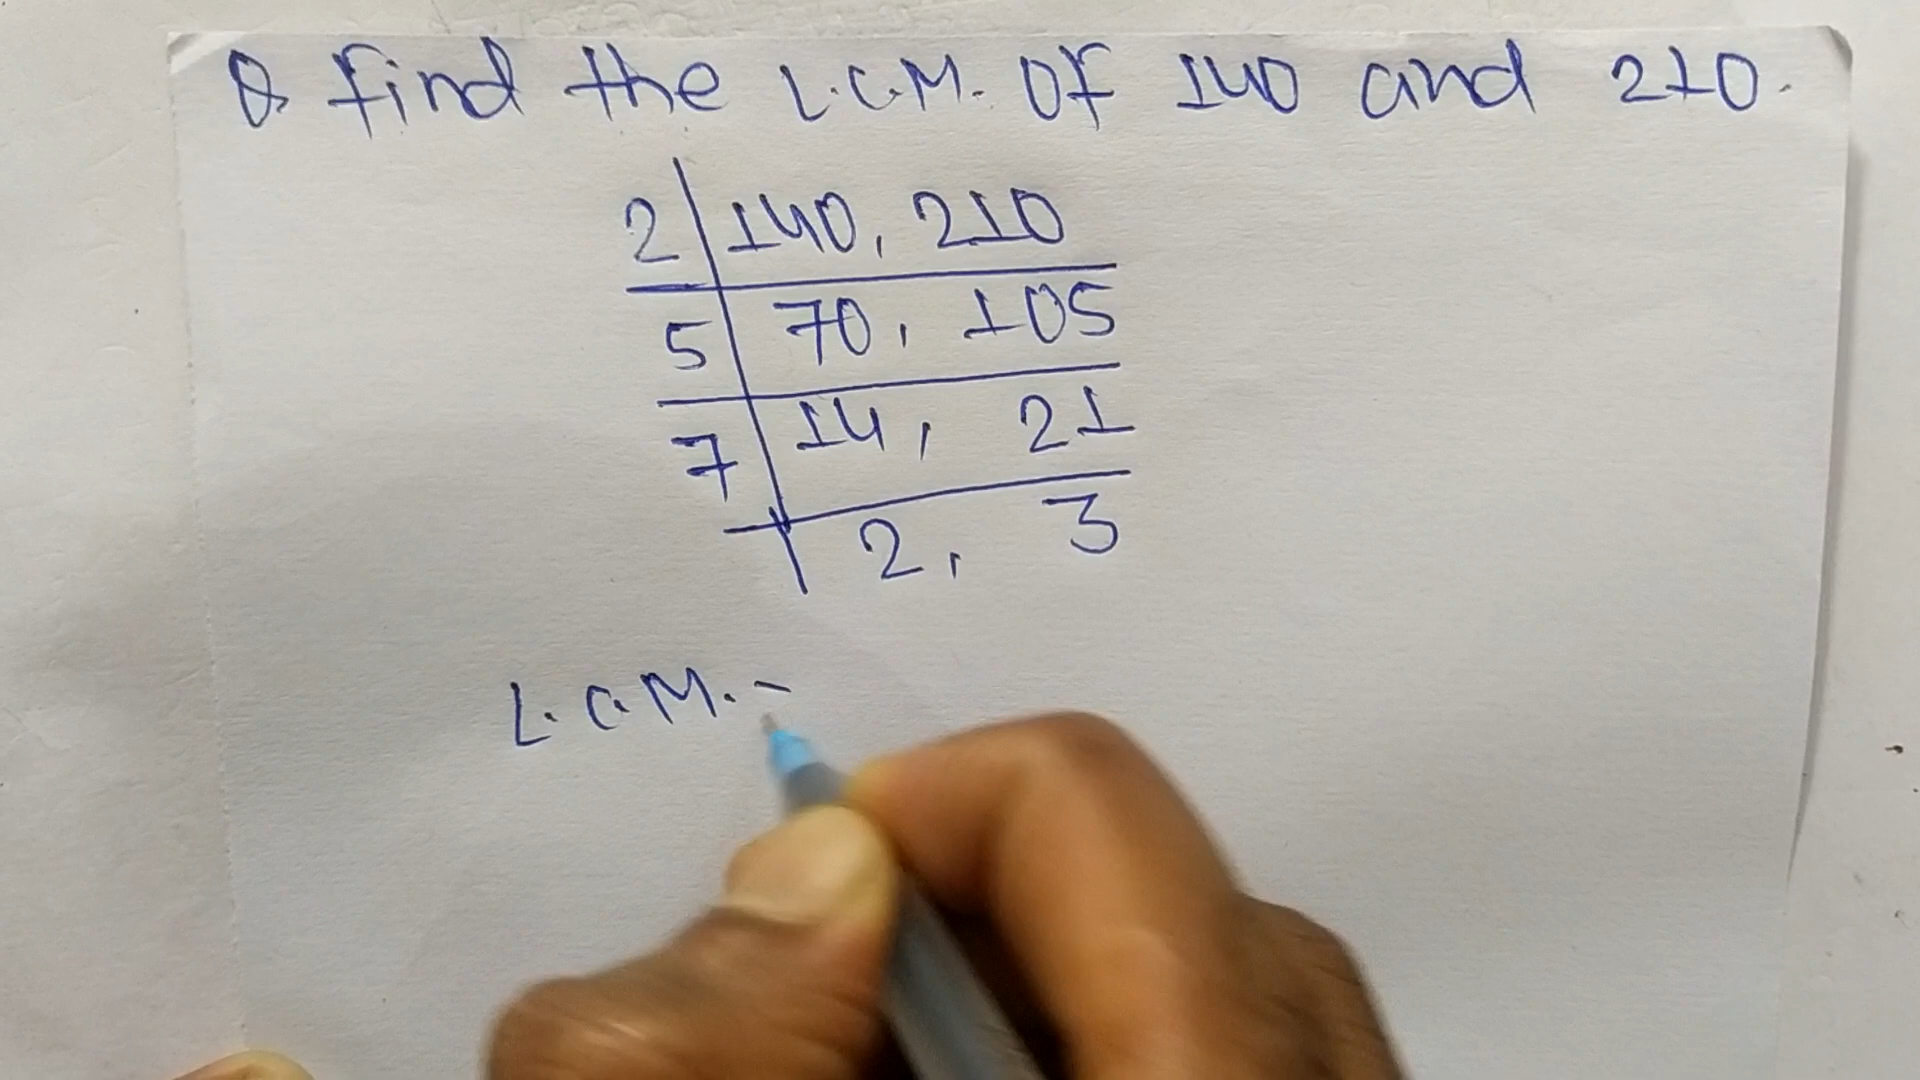 Q. Find the L.C.M. of 140 and 210.
2 | 140, 210
5 | 70, 105
7 | 14, 21
2, 3
L.C.M. -